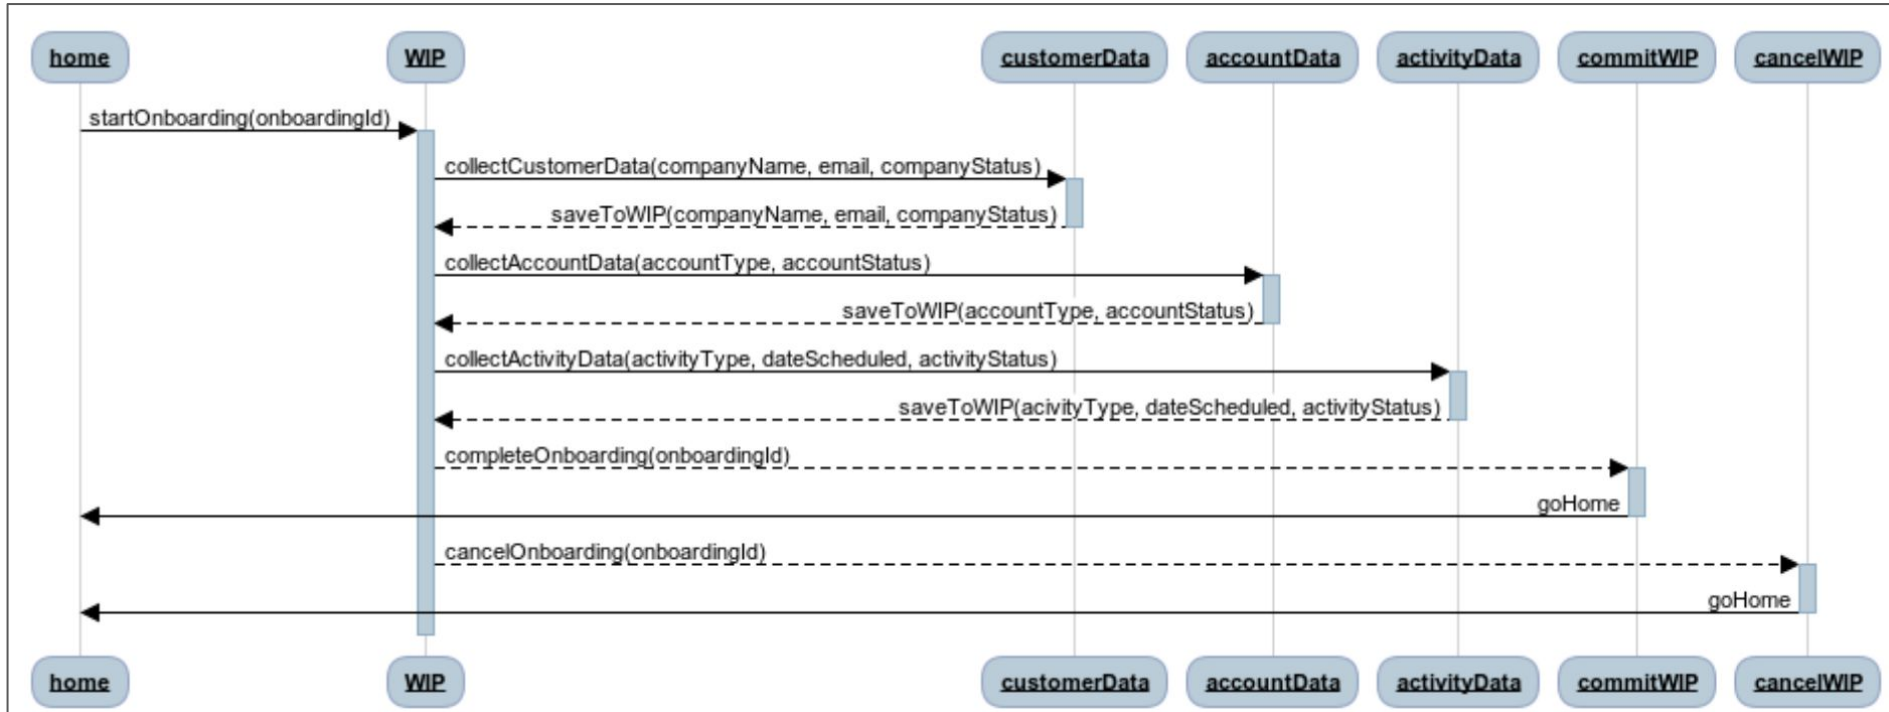 home WIP customerData accountData activityData commitWIP cancelWIP
startOnboarding(onboardingId)
collectCustomerData(companyName, email, companyStatus)
saveToWIP(companyName, email, companyStatus)
collectAccountData(accountType, accountStatus)
saveToWIP(accountType, accountStatus)
collectActivityData(activityType, dateScheduled, activityStatus)
saveToWIP(acivityType, dateScheduled, activityStatus)
completeOnboarding(onboardingId)
goHome
cancelOnboarding(onboardingId)
goHome
home WIP customerData accountData activityData commitWIP cancelWIP